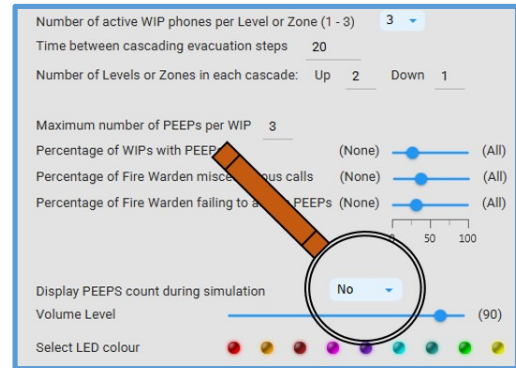 Number of active WIP phones per Level or Zone (1 - 3) 3
Time between cascading evacuation steps 20
Number of Levels or Zones in each cascade: Up 2 Down 1
Maximum number of PEEPs per WIP 3
Percentage of WIPs with PEEPs (None) (All)
Percentage of Fire Warden calls (None) (All)
Percentage of Fire Warden failing to PEEPs (None) (All)
50 100
Display PEEPS count during simulation No
Volume Level (90)
Select LED colour